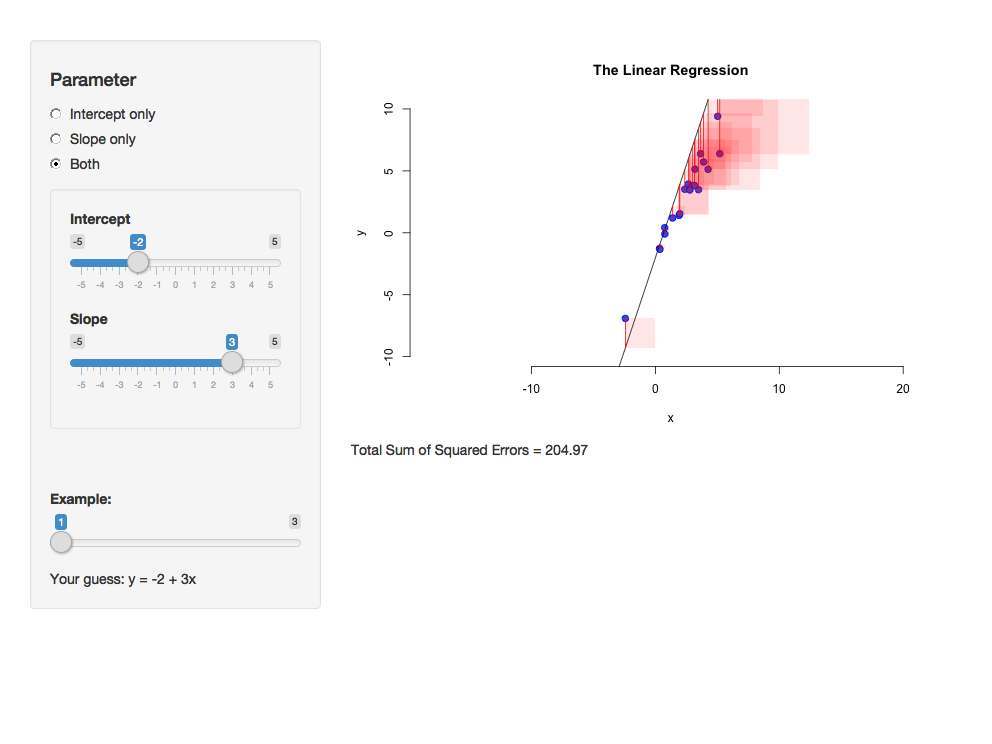 Parameter
Intercept only
Slope only
Both
Intercept
-5 -2 5
-5 -4 -3 -2 -1 0 1 2 3 4 5
Slope
-5 3 5
-5 -4 -3 -2 -1 0 1 2 3 4 5
Example:
1 3
Your guess: y = -2 + 3x
The Linear Regression
10
5
0
-5
-10
y
-10 0 10 20
x
Total Sum of Squared Errors = 204.97